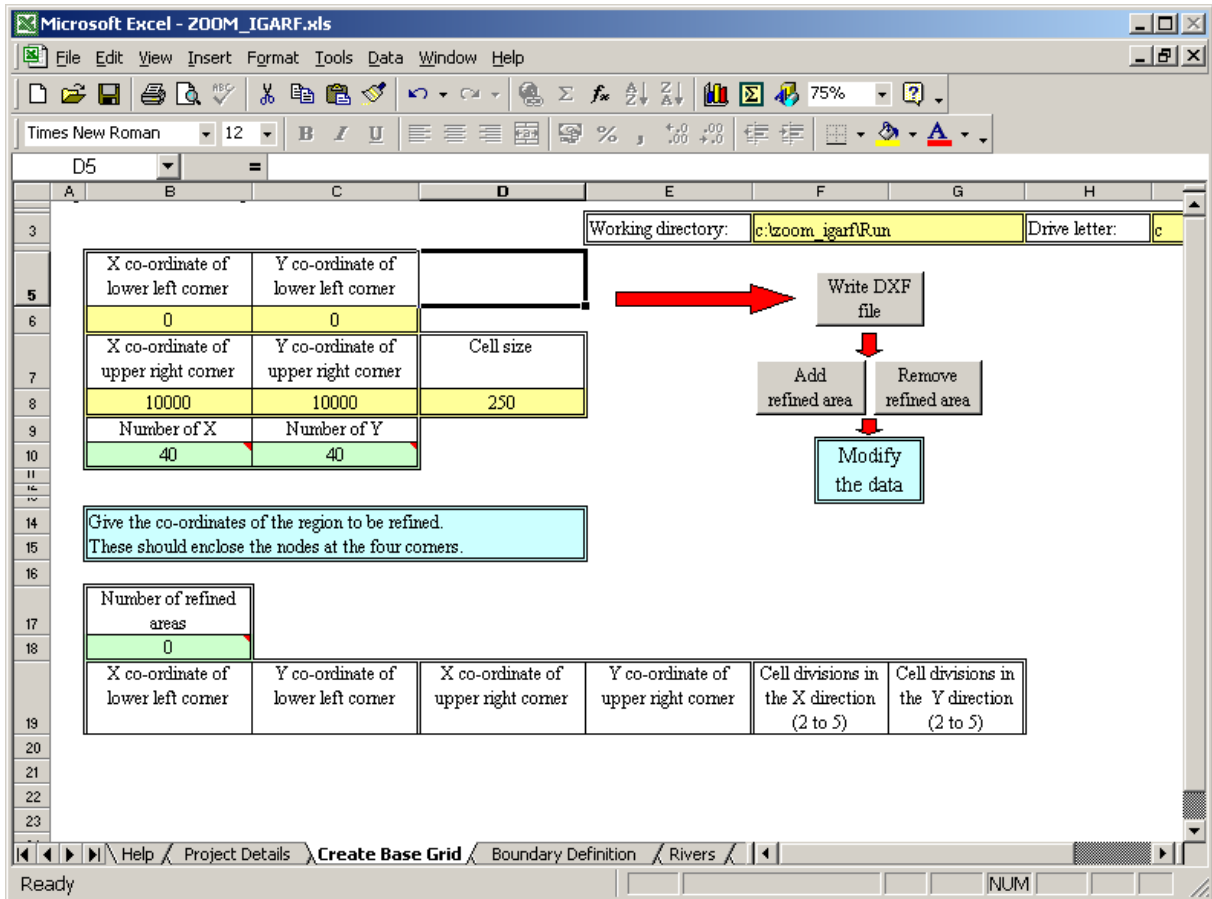 Microsoft Excel - ZOOM_IGARF.xls
File Edit View Insert Format Tools Data Window Help
75%
Times New Roman 12 B I U
D5 =
A B C D E F G H
3 Working directory: c:\zoom_igarf\Run Drive letter: c
X co-ordinate of Y co-ordinate of Write DXF
5 lower left corner lower left corner file
6 0 0
X co-ordinate of Y co-ordinate of Cell size
7 upper right corner upper right corner Add Remove
8 10000 10000 250 refined area refined area
9 Number of X Number of Y
10 40 40 Modify
11 the data
14 Give the co-ordinates of the region to be refined.
15 These should enclose the nodes at the four corners.
16
Number of refined
17 areas
18 0
X co-ordinate of Y co-ordinate of X co-ordinate of Y co-ordinate of Cell divisions in Cell divisions in
lower left corner lower left corner upper right corner upper right corner the X direction the Y direction
19 (2 to 5) (2 to 5)
20
21
22
23
Help Project Details Create Base Grid Boundary Definition Rivers
Ready NUM